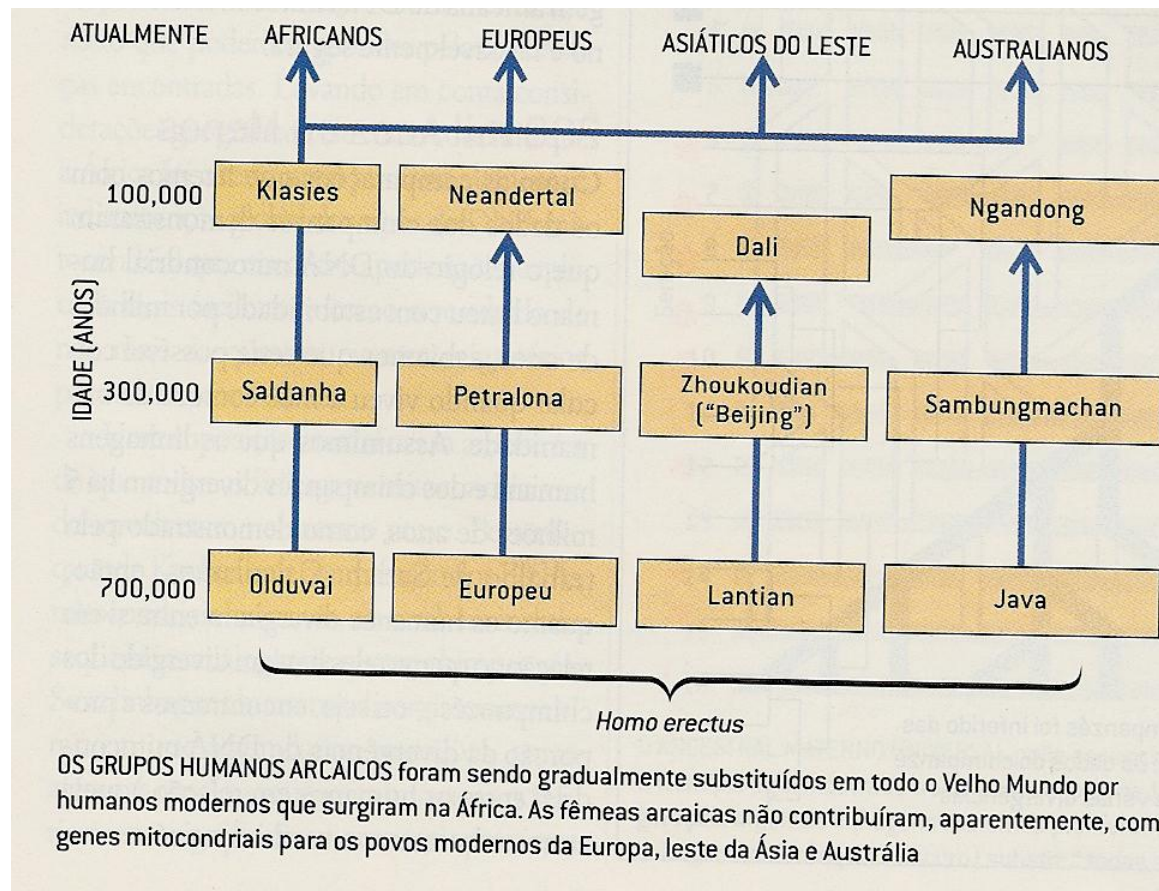 ATUALMENTE AFRICANOS EUROPEUS ASIÁTICOS DO LESTE AUSTRALIANOS
100,000 Klasies Neandertal Ngandong
Dali
IDADE (ANOS)
300,000 Saldanha Petralona Zhoukoudian Sambungmachan
("Beijing")
700,000 Olduvai Europeu Lantian Java
Homo erectus
OS GRUPOS HUMANOS ARCAICOS foram sendo gradualmente substituídos em todo o Velho Mundo por
humanos modernos que surgiram na África. As fêmeas arcaicas não contribuíram, aparentemente, com
genes mitocondriais para os povos modernos da Europa, leste da Ásia e Austrália